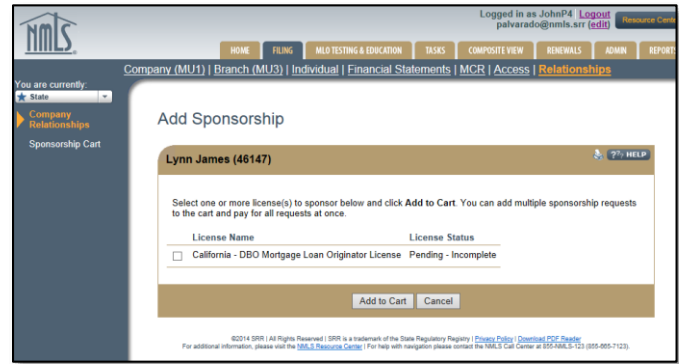 Logged in as JohnP4 | Logout
palvarado@nmls.sr (edit)
Resource Cente
NMLS
HOME FILING MLO TESTING & EDUCATION TASKS COMPOSITE VIEW RENEWALS ADMIN REPORTS
Company (MU1) | Branch (MU3) | Individual | Financial Statements | MCR | Access | Relationships
You are currently:
State
Company
Relationships
Sponsorship Cart
Add Sponsorship
Lynn James (46147)
HELP
Select one or more license(s) to sponsor below and click Add to Cart. You can add multiple sponsorship requests
to the cart and pay for all requests at once.
License Name License Status
California - DBO Mortgage Loan Originator License Pending - Incomplete
Add to Cart Cancel
©2014 SRR | All Rights Reserved | SRR is a trademark of the State Regulatory Registry | Privacy Policy | Download PDF Reader
For additional information, please visit the NMLS Resource Center | For help with navigation please contact the NMLS Call Center at 855-NMLS-123 (855-665-7123).